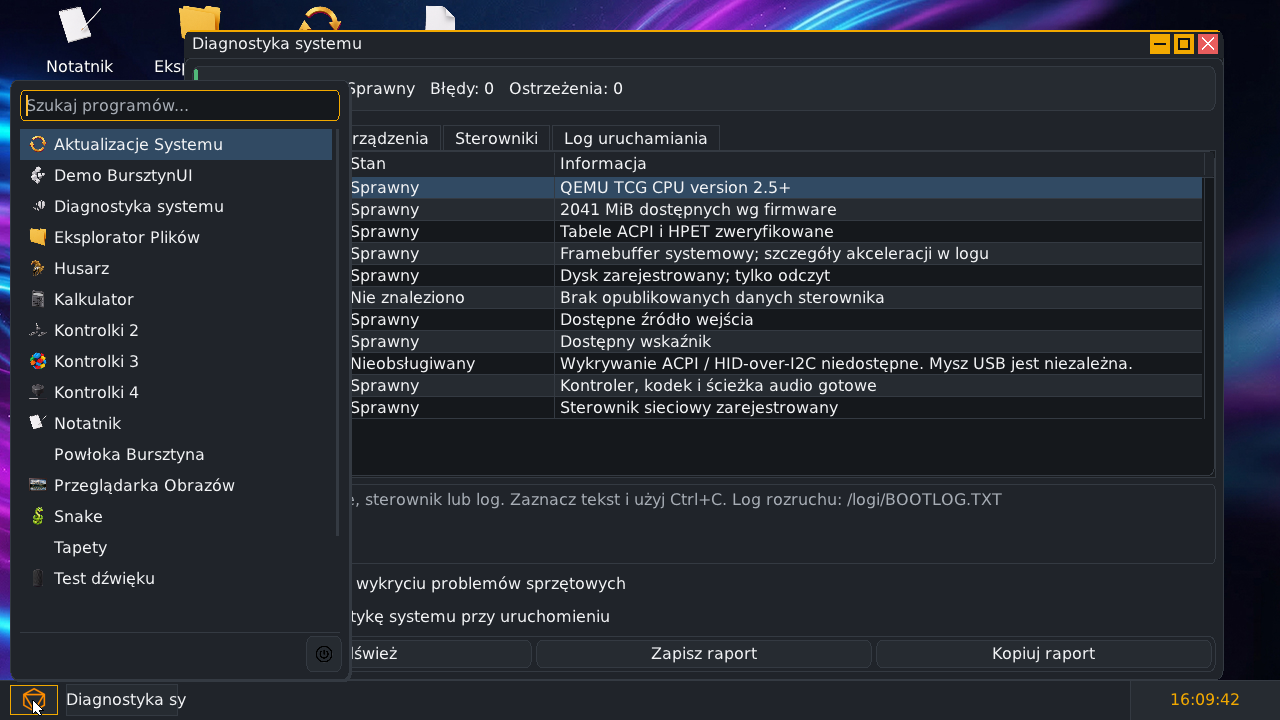 Notatnik
Diagnostyka systemu
Sprawny Błędy: 0 Ostrzeżenia: 0
Szukaj programów...
Aktualizacje Systemu
Demo BursztynUI
Diagnostyka systemu
Eksplorator Plików
Husarz
Kalkulator
Kontrolki 2
Kontrolki 3
Kontrolki 4
Notatnik
Powłoka Bursztyna
Przeglądarka Obrazów
Snake
Tapety
Test dźwięku
Sterowniki Log uruchamiania
Stan Informacja
Sprawny QEMU TCG CPU version 2.5+
Sprawny 2041 MiB dostępnych wg firmware
Sprawny Tabele ACPI i HPET zweryfikowane
Sprawny Framebuffer systemowy; szczegóły akceleracji w logu
Sprawny Dysk zarejestrowany; tylko odczyt
Nie znaleziono Brak opublikowanych danych sterownika
Sprawny Dostępne źródło wejścia
Sprawny Dostępny wskaźnik
Nieobsługiwany Wykrywanie ACPI / HID-over-I2C niedostępne. Mysz USB jest niezależna.
Sprawny Kontroler, kodek i ścieżka audio gotowe
Sprawny Sterownik sieciowy zarejestrowany
, sterownik lub log. Zaznacz tekst i użyj Ctrl+C. Log rozruchu: /logi/BOOTLOG.TXT
wykryciu problemów sprzętowych
systemu przy uruchomieniu
Zapisz raport Kopiuj raport
Diagnostyka sy
16:09:42